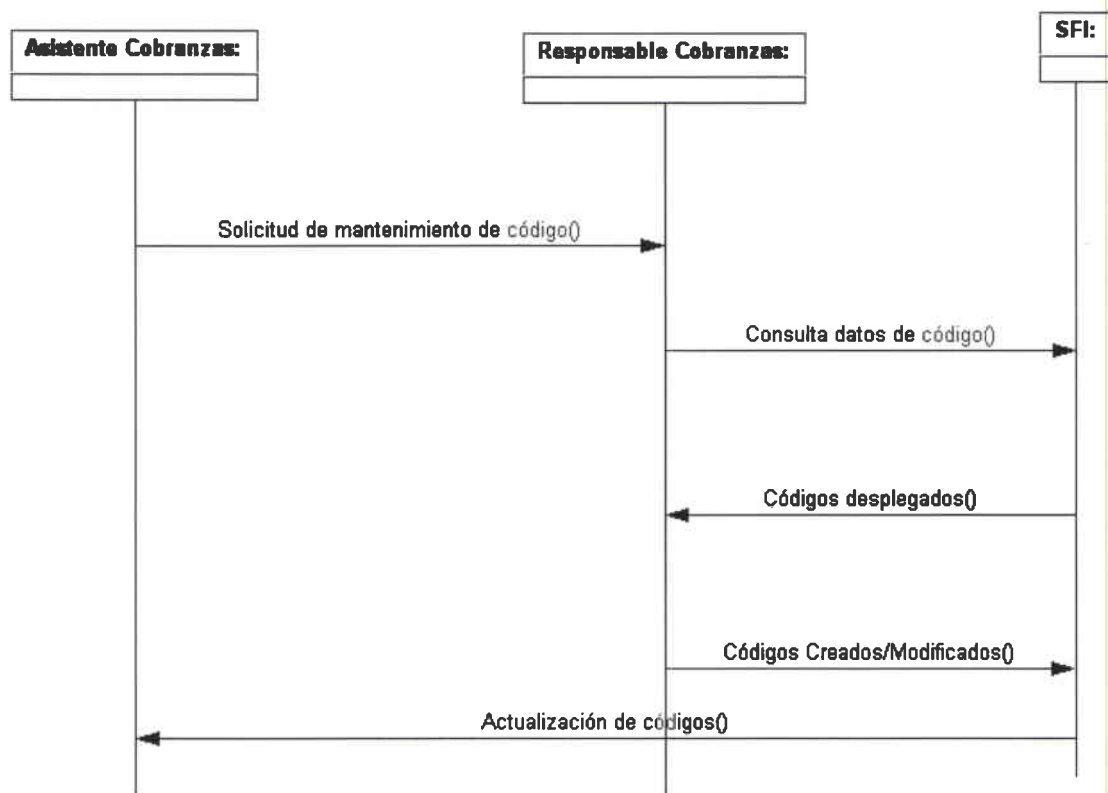 Asistente Cobranzas:
Responsable Cobranzas:
SFI:
Solicitud de mantenimiento de código()
Consulta datos de código()
Códigos desplegados()
Códigos Creados/Modificados()
Actualización de códigos()